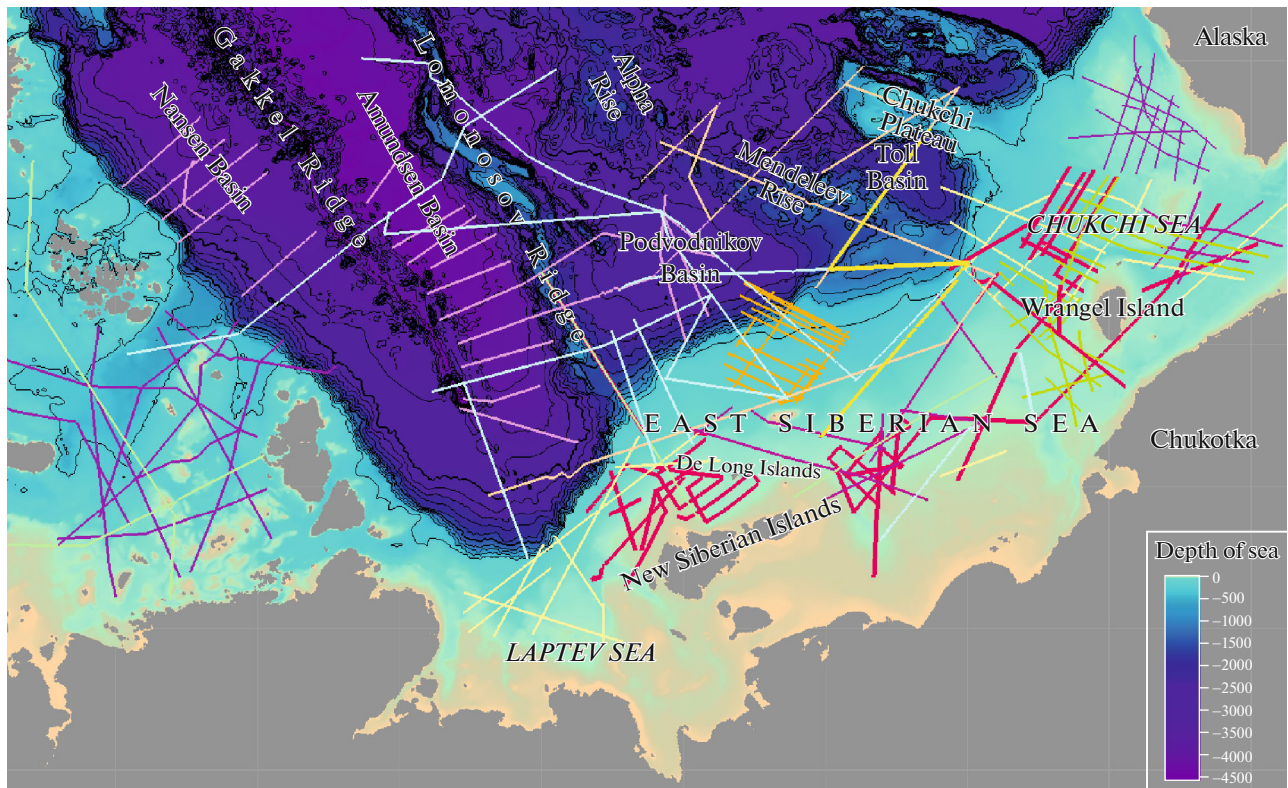 Alaska
Gakkel Ridge
Lomonosov Ridge
Alpha
Rise
Nansen Basin
Amundsen Basin
Chukchi
Plateau
Toll
Basin
Mendeleev
Rise
CHUKCHI SEA
Podvodnikov
Basin
Wrangel Island
EAST SIBERIAN SEA
Chukotka
De Long Islands
New Siberian Islands
LAPTEV SEA
Depth of sea
0
–500
–1000
–1500
–2000
–2500
–3000
–3500
–4000
–4500